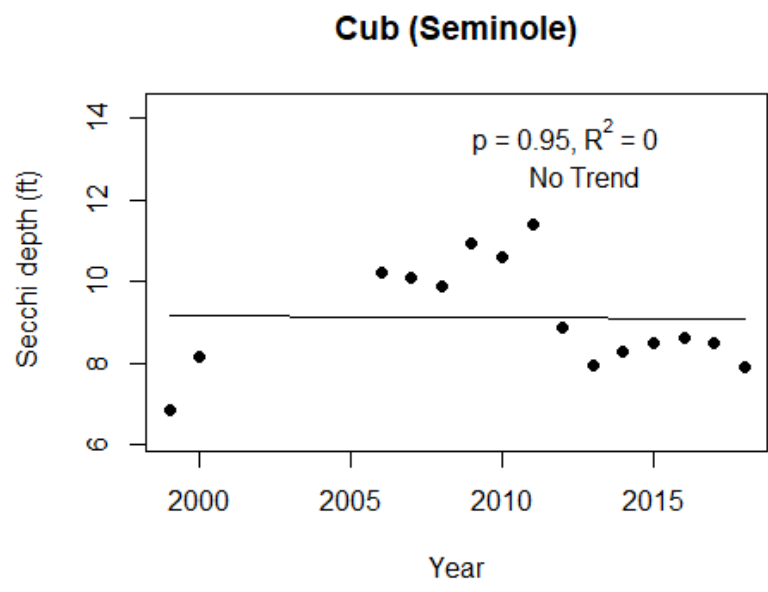 Cub (Seminole)
p = 0.95, R² = 0
No Trend
Secchi depth (ft)
14
12
10
8
6
2000 2005 2010 2015
Year